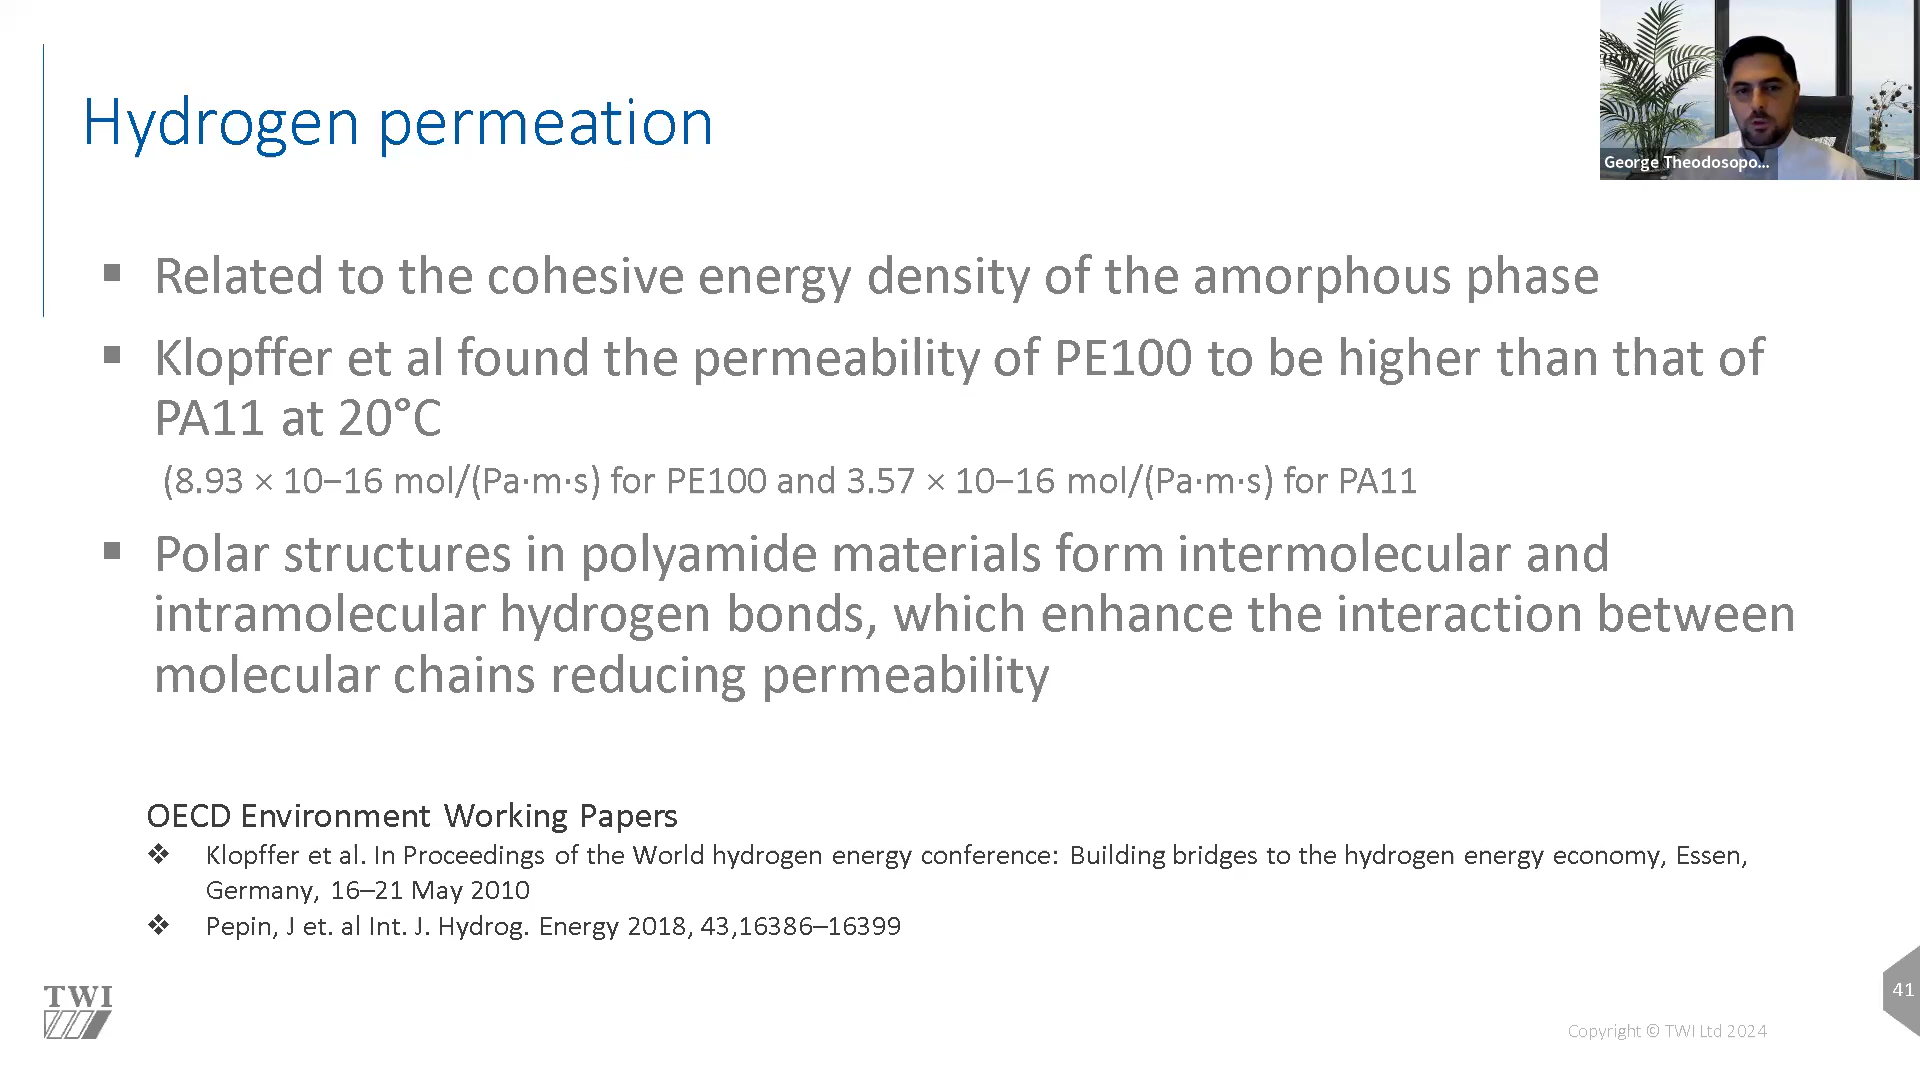 Hydrogen permeation
George Theodosopo...
▪ Related to the cohesive energy density of the amorphous phase
▪ Klopffer et al found the permeability of PE100 to be higher than that of
PA11 at 20°C
(8.93 × 10–16 mol/(Pa·m·s) for PE100 and 3.57 × 10–16 mol/(Pa·m·s) for PA11
▪ Polar structures in polyamide materials form intermolecular and
intramolecular hydrogen bonds, which enhance the interaction between
molecular chains reducing permeability
OECD Environment Working Papers
❖ Klopffer et al. In Proceedings of the World hydrogen energy conference: Building bridges to the hydrogen energy economy, Essen,
Germany, 16–21 May 2010
❖ Pepin, J et. al Int. J. Hydrog. Energy 2018, 43,16386–16399
TWI
41
Copyright © TWI Ltd 2024